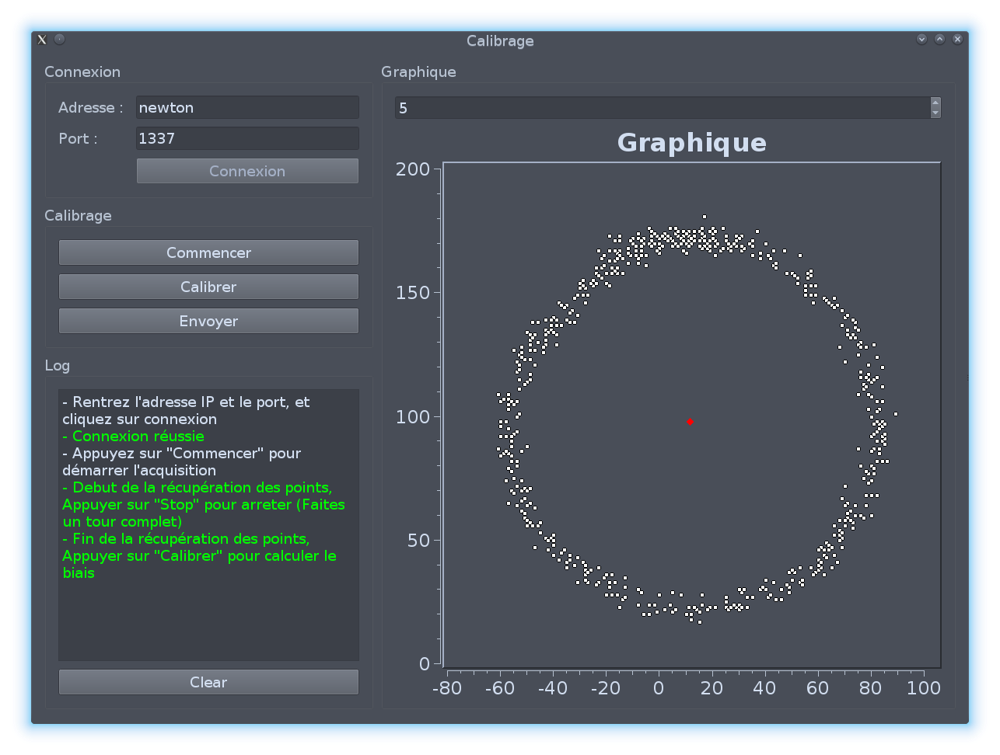 Calibrage
Connexion
Adresse :
newton
Port :
1337
Connexion
Calibrage
Commencer
Calibrer
Envoyer
Log
- Rentrez l'adresse IP et le port, et
cliquez sur connexion
- Connexion réussie
- Appuyez sur "Commencer" pour
démarrer l'acquisition
- Debut de la récupération des points,
Appuyer sur "Stop" pour arreter (Faites
un tour complet)
- Fin de la récupération des points,
Appuyer sur "Calibrer" pour calculer le
biais
Clear
Graphique
5
Graphique
200
150
100
50
0
-80 -60 -40 -20 0 20 40 60 80 100